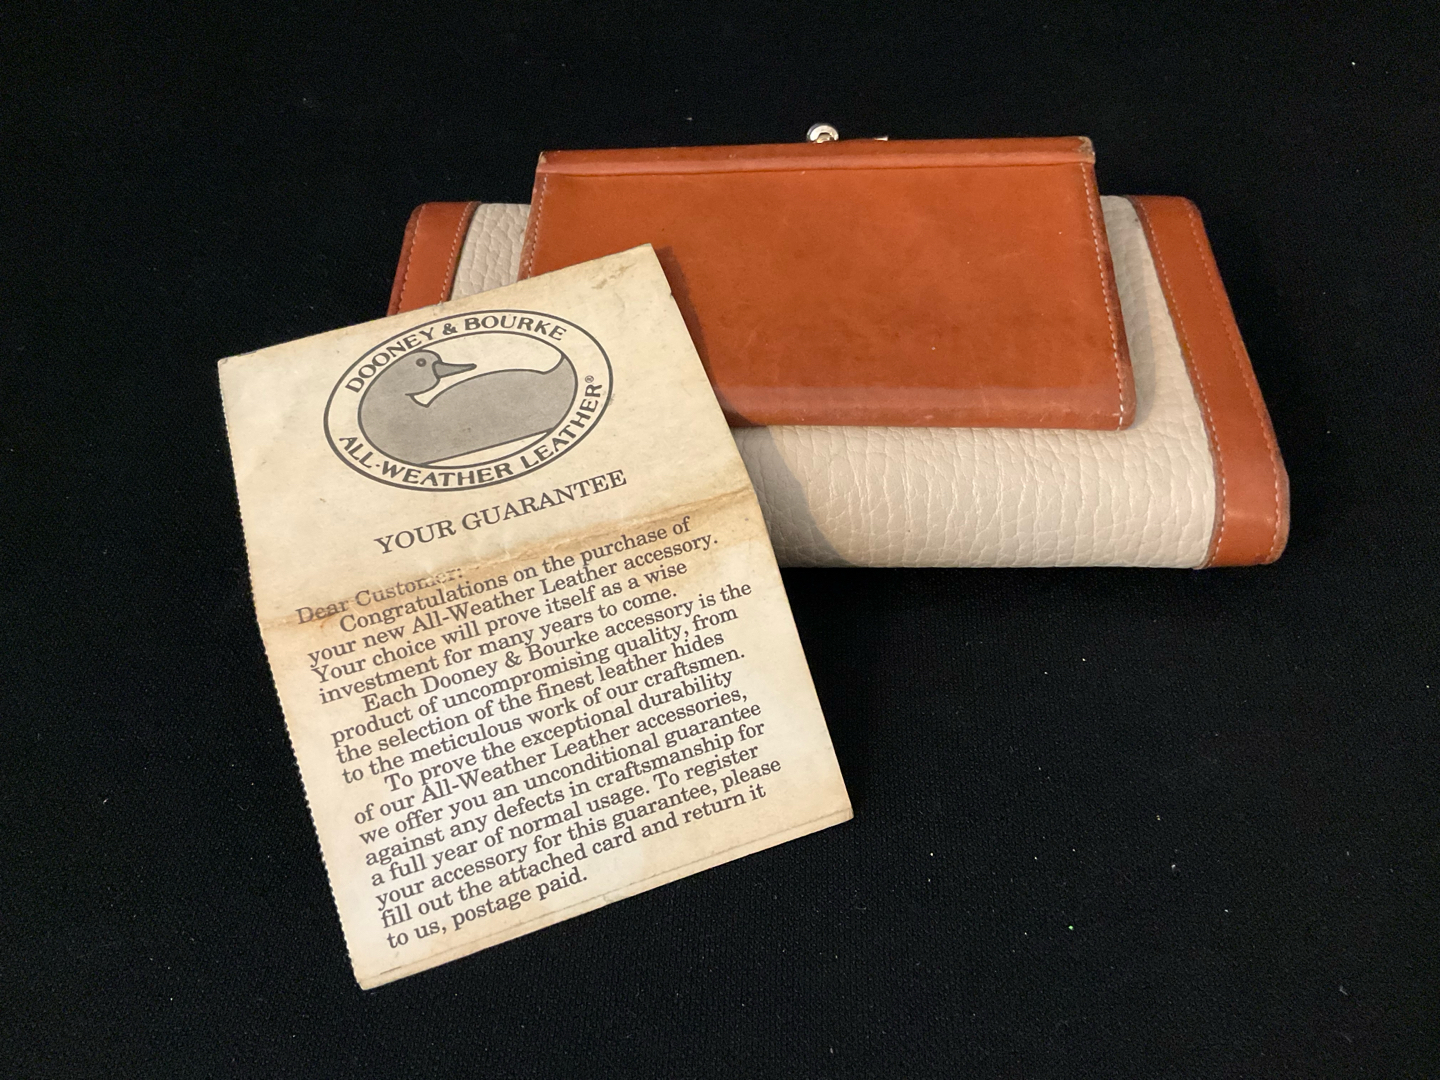 DOONEY & BOURKE
ALL-WEATHER LEATHER®
YOUR GUARANTEE
Dear Customer:
Congratulations on the purchase of
your new All-Weather Leather accessory.
Your choice will prove itself as a wise
investment for many years to come.
Each Dooney & Bourke accessory is the
product of uncompromising quality, from
the selection of the finest leather hides
to the meticulous work of our craftsmen.
To prove the exceptional durability
of our All-Weather Leather accessories,
we offer you an unconditional guarantee
against any defects in craftsmanship for
a full year of normal usage. To register
your accessory for this guarantee, please
fill out the attached card and return it
to us, postage paid.